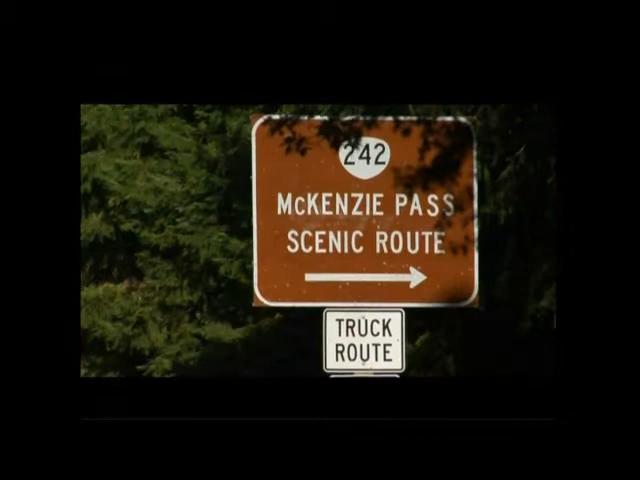 242
McKENZIE PASS
SCENIC ROUTE
TRUCK
ROUTE